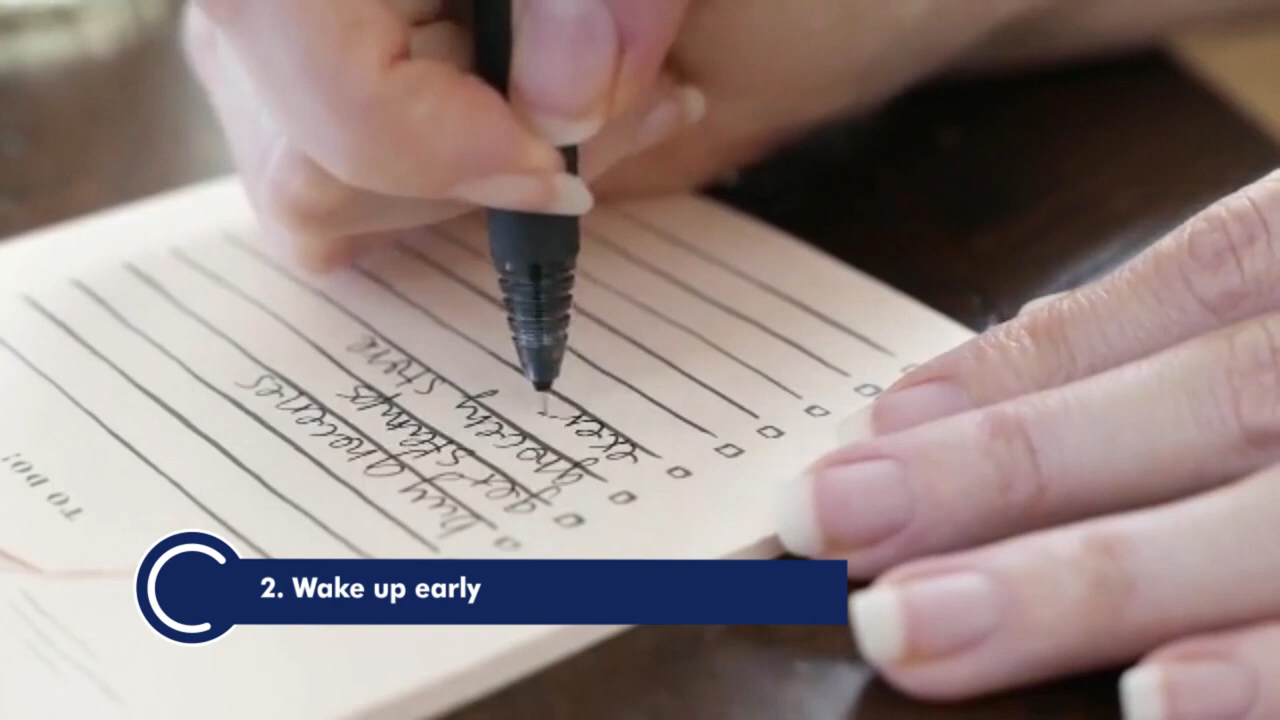 TO DO!
buy groceries
get stamps
grocery store
exer
2. Wake up early